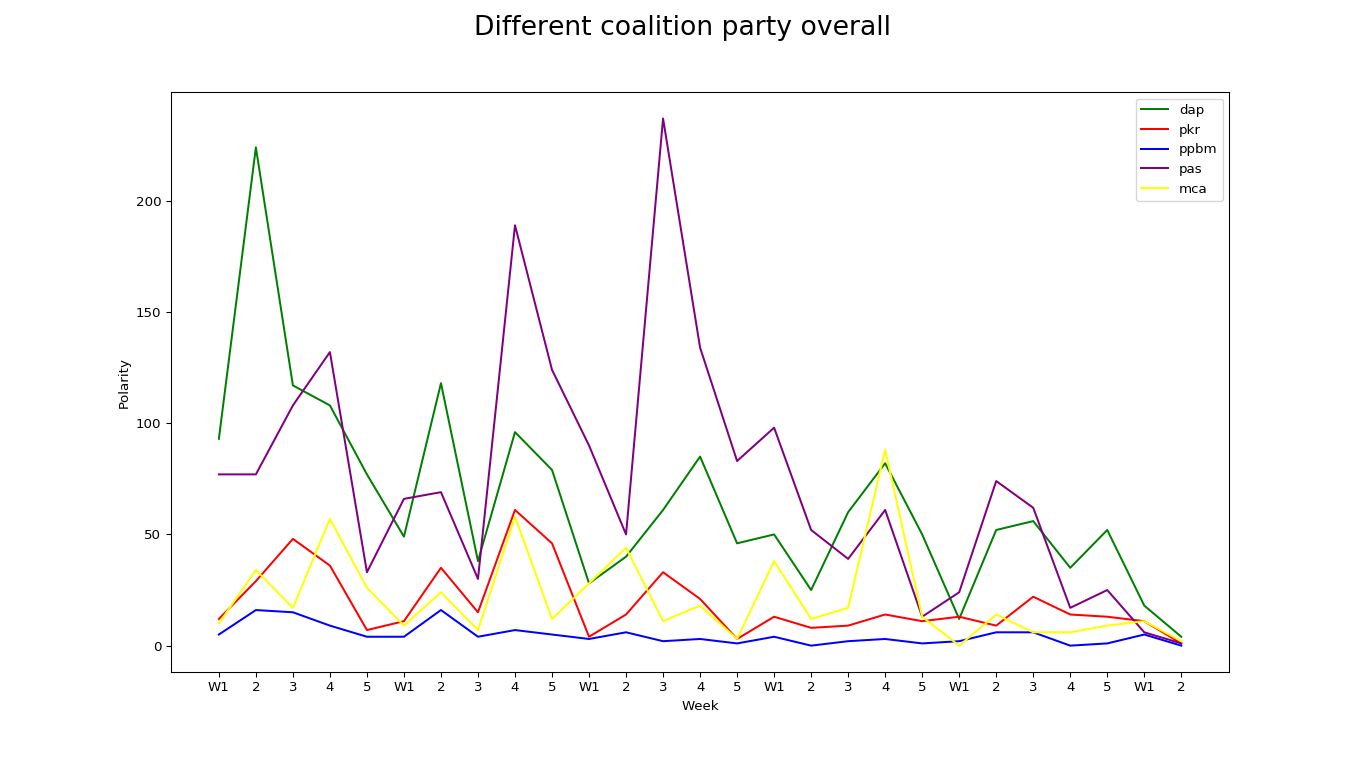 Different coalition party overall
dap
pkr
ppbm
pas
mca
200
150
100
50
0
Polarity
W1 2 3 4 5 W1 2 3 4 5 W1 2 3 4 5 W1 2 3 4 5 W1 2 3 4 5 W1 2
Week